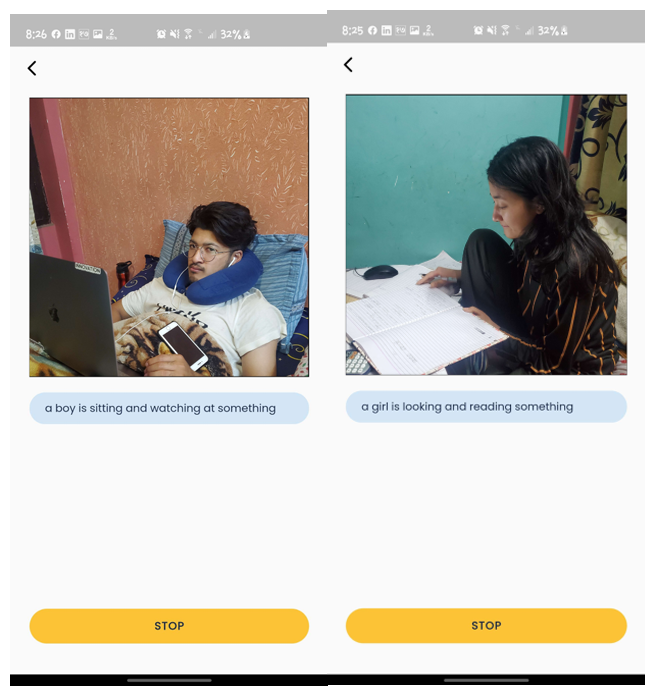 8:26
32%
a boy is sitting and watching at something
STOP
8:25
32%
a girl is looking and reading something
STOP